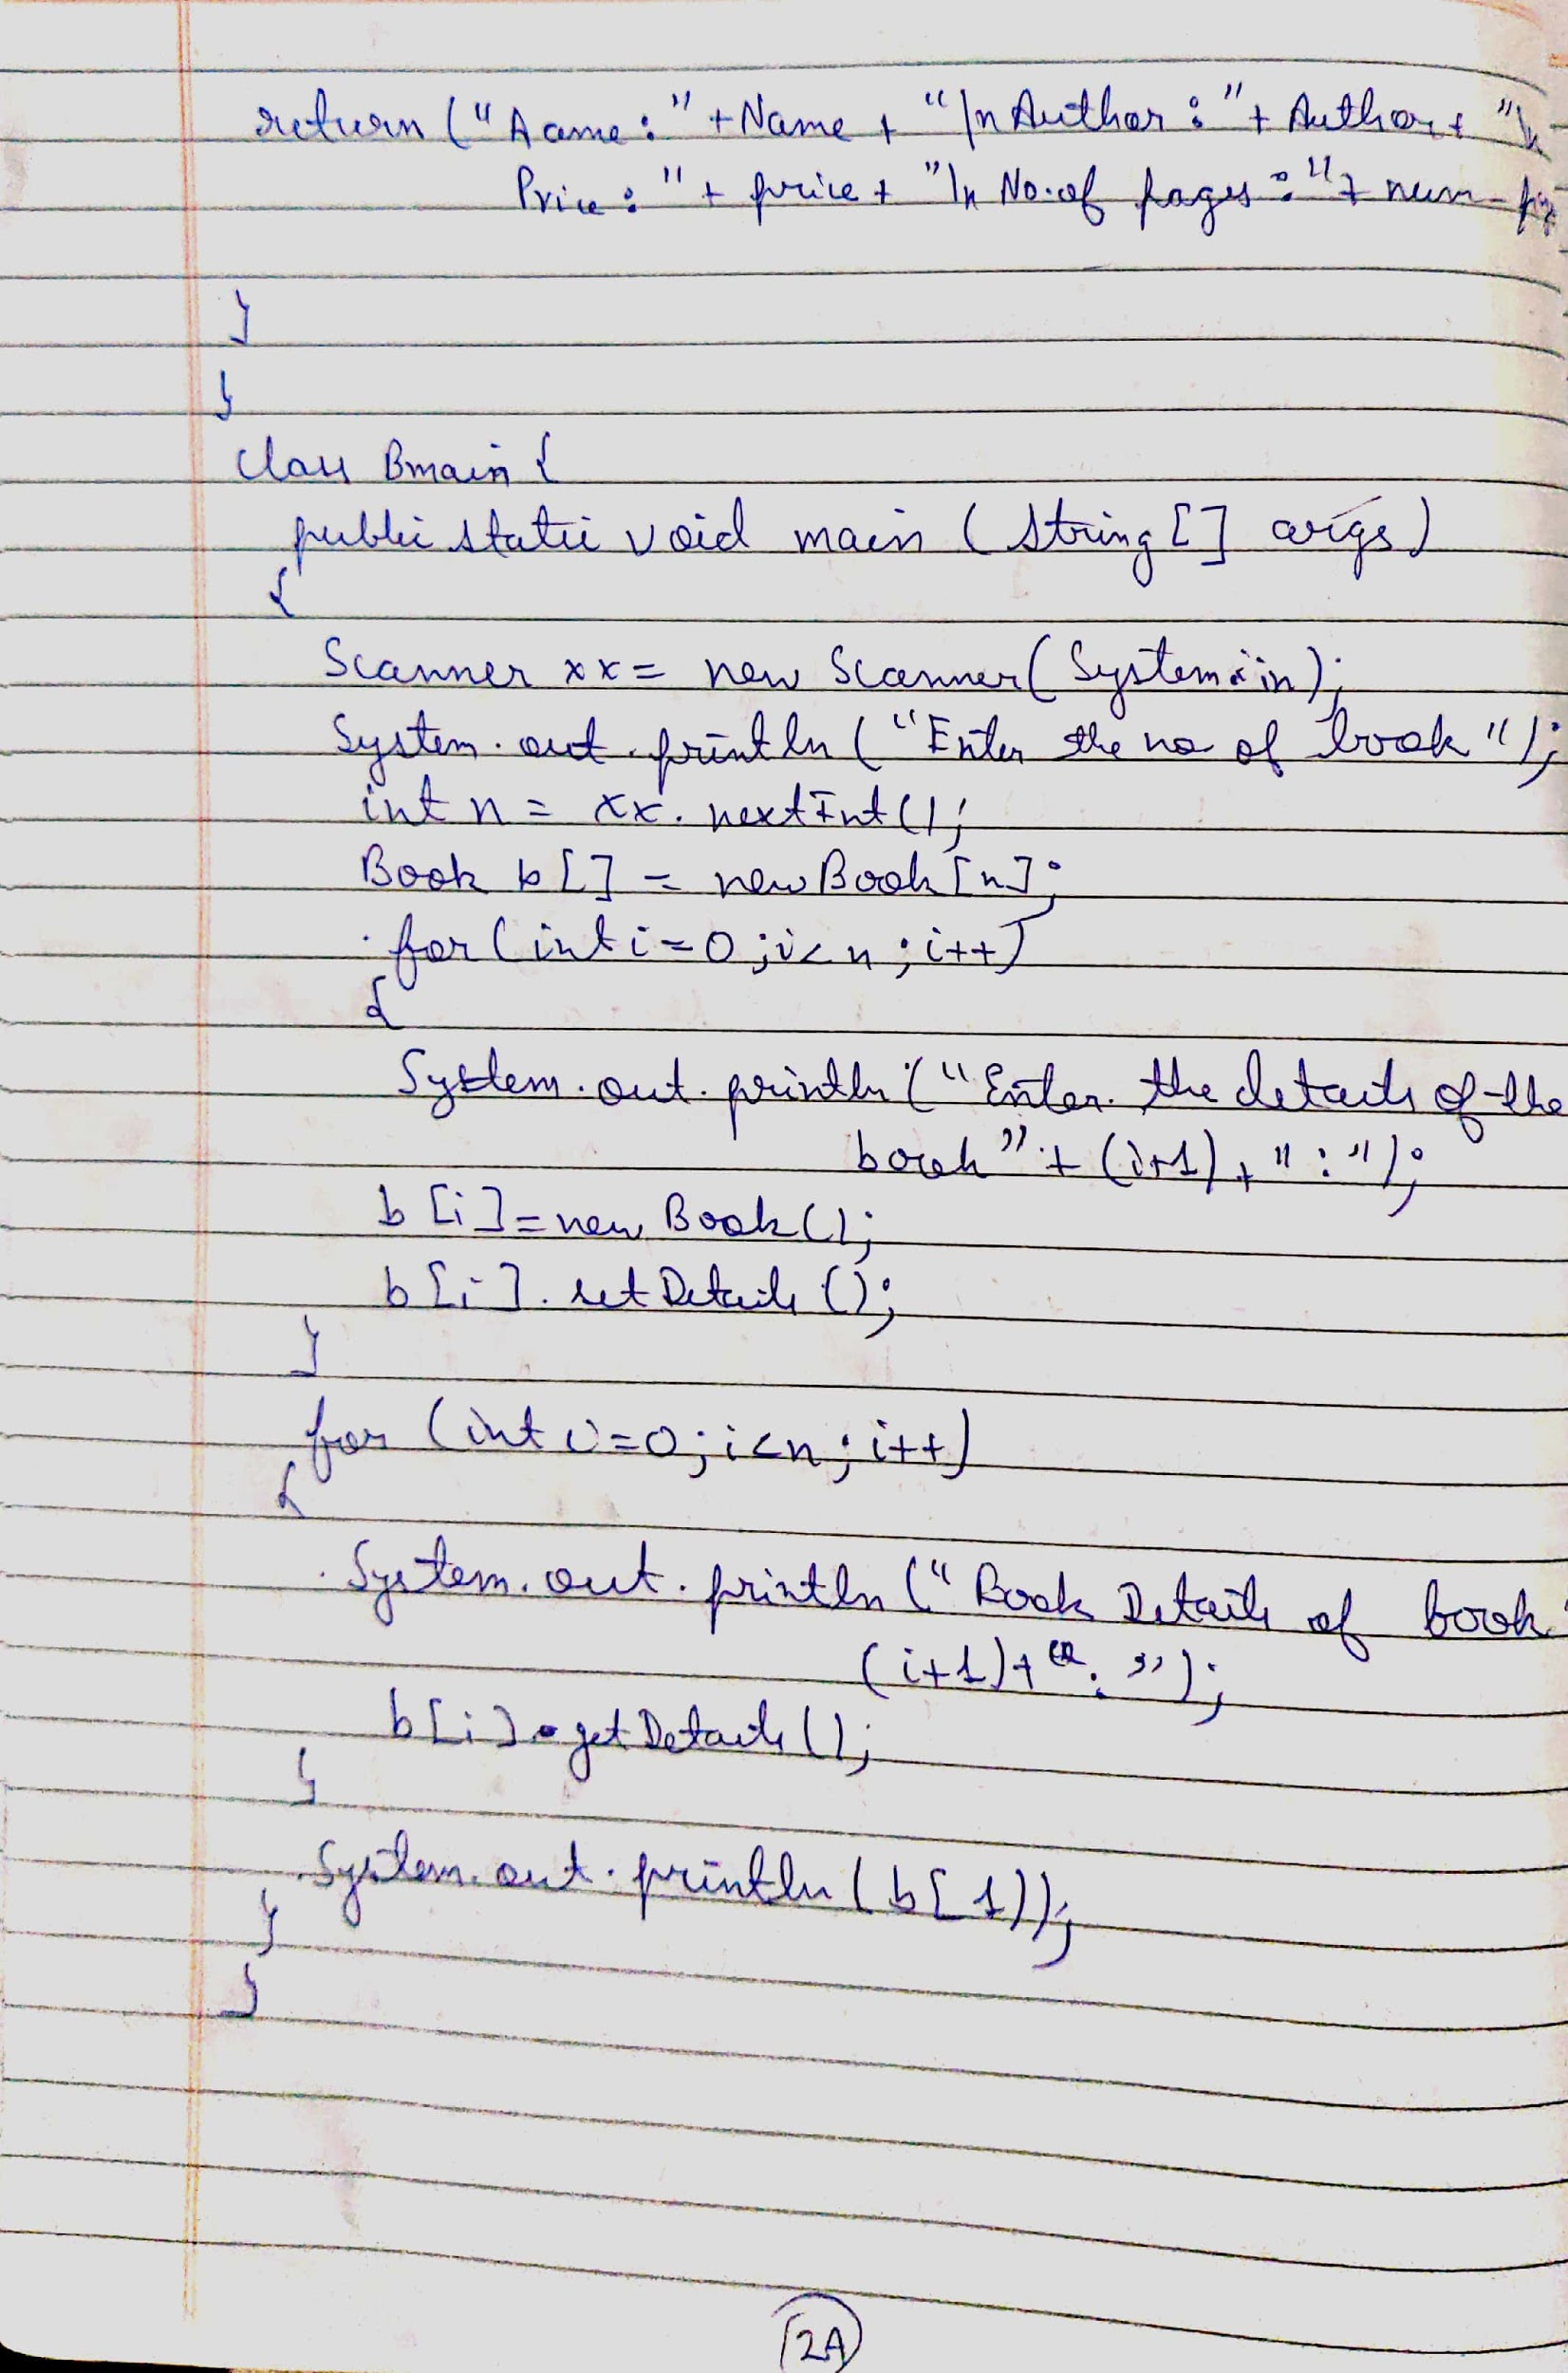 return ("Name :" + Name + "\n Author : " + Author + "\n
Price : " + price + "\n No. of pages : " + num-
}
}
class Bmain {
public static void main (String [] args)
{
Scanner xx = new Scanner (System.in);
System.out.println ("Enter the no of book");
int n = xx.nextInt();
Book b[] = new Book [n];
for (int i=0; i<n; i++)
{
System.out.println ("Enter the details of the
book" + (i+1) + " : ");
b [i] = new Book ();
b [i]. setDetails ();
}
for (int i=0; i<n; i++)
{
System.out.println (" Book Details of book "
(i+1) + " : ");
b [i]. getDetails ();
}
System.out.println (b [1]);
}
}
2A